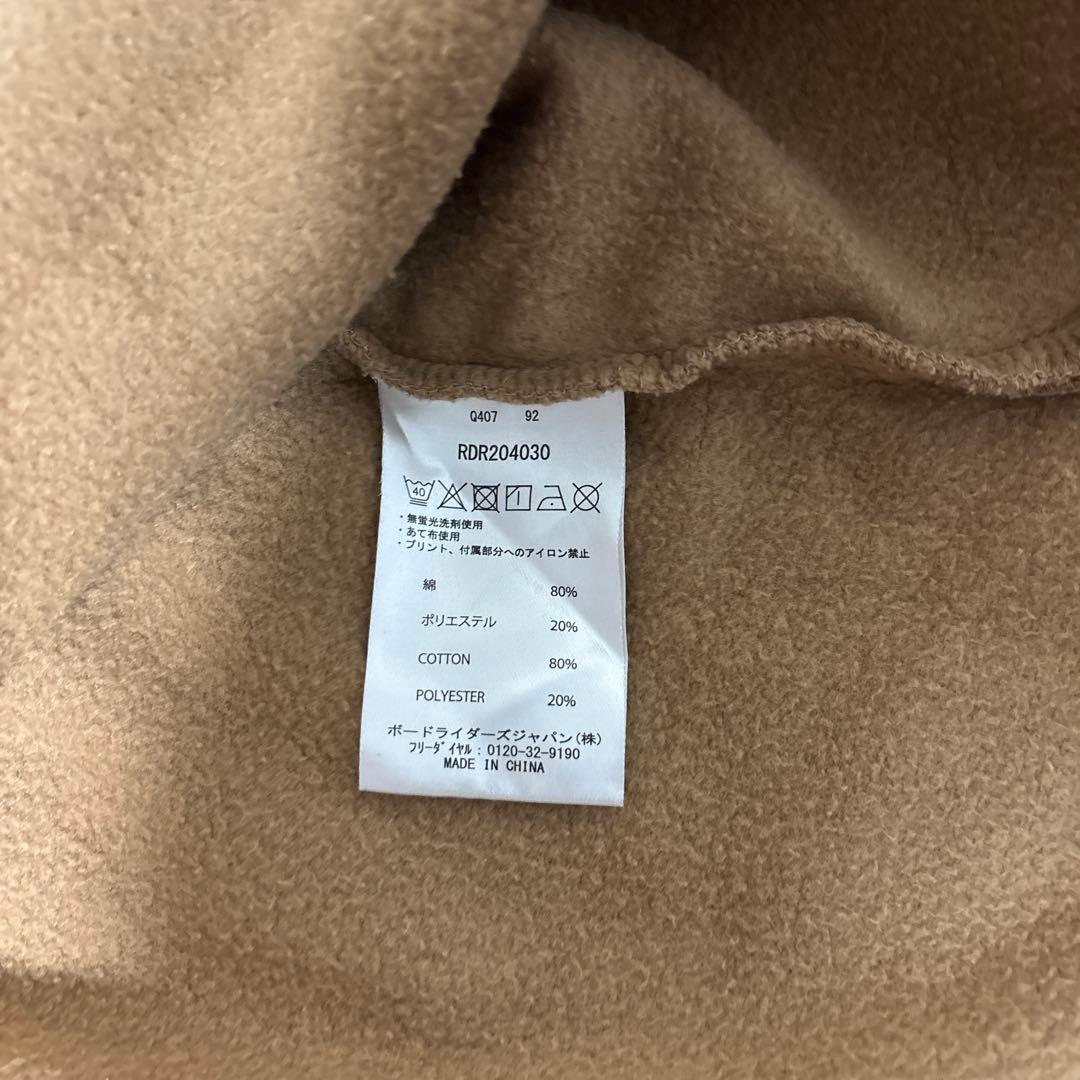 Q407 92
RDR204030
40
・無蛍光洗剤使用
・あて布使用
・プリント、付属部分へのアイロン禁止
綿 80%
ポリエステル 20%
COTTON 80%
POLYESTER 20%
ボードライダーズジャパン(株)
フリーダイヤル:0120-32-9190
MADE IN CHINA